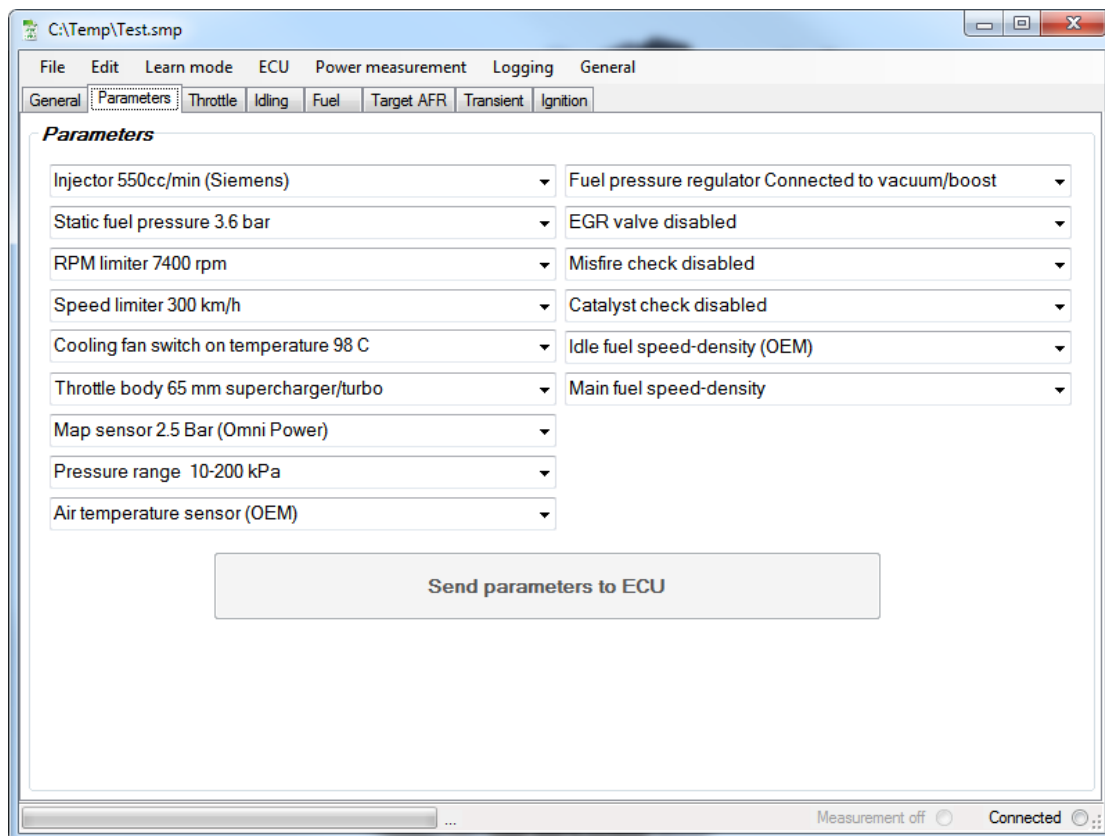 C:\Temp\Test.smp
File Edit Learn mode ECU Power measurement Logging General
General Parameters Throttle Idling Fuel Target AFR Transient Ignition
Parameters
Injector 550cc/min (Siemens)
Static fuel pressure 3.6 bar
RPM limiter 7400 rpm
Speed limiter 300 km/h
Cooling fan switch on temperature 98 C
Throttle body 65 mm supercharger/turbo
Map sensor 2.5 Bar (Omni Power)
Pressure range 10-200 kPa
Air temperature sensor (OEM)
Fuel pressure regulator Connected to vacuum/boost
EGR valve disabled
Misfire check disabled
Catalyst check disabled
Idle fuel speed-density (OEM)
Main fuel speed-density
Send parameters to ECU
... Measurement off Connected